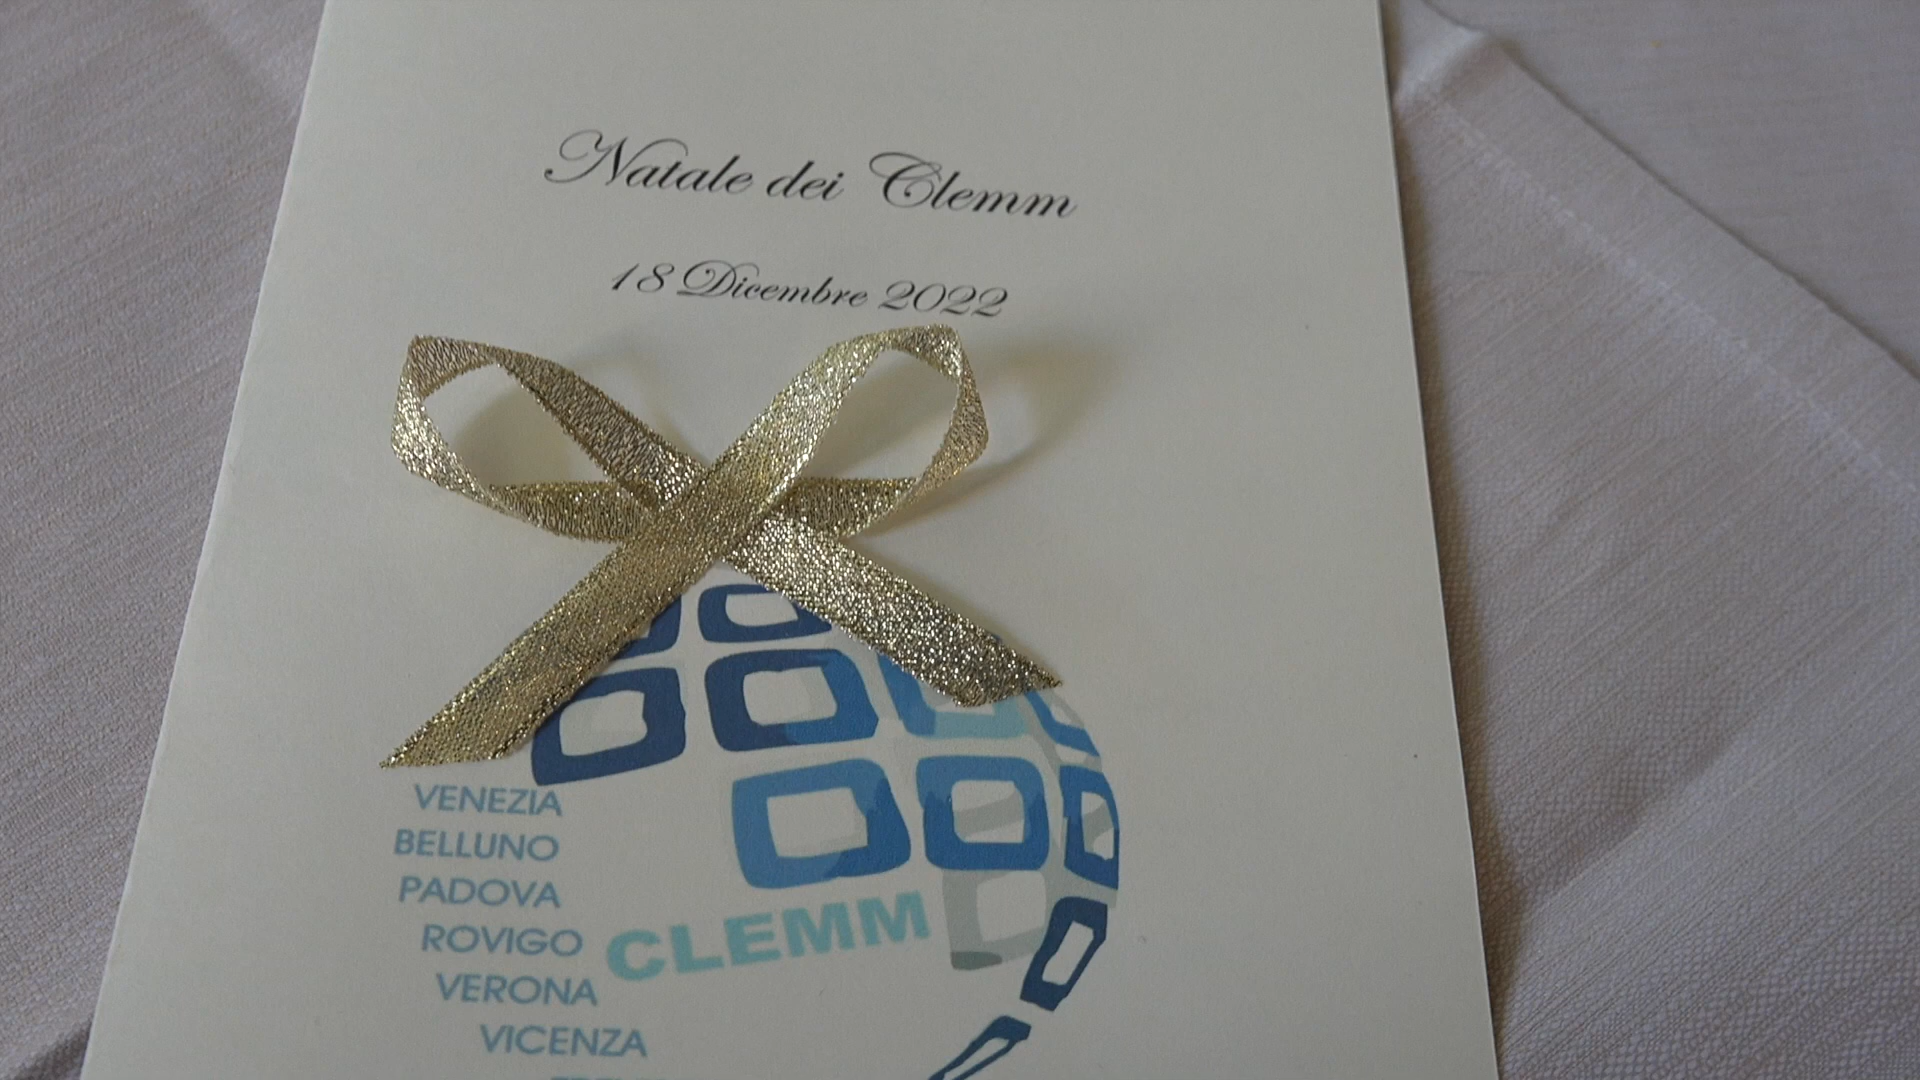 Natale dei Clemm
18 Dicembre 2022
VENEZIA
BELLUNO
PADOVA
ROVIGO
CLEMM
VERONA
VICENZA